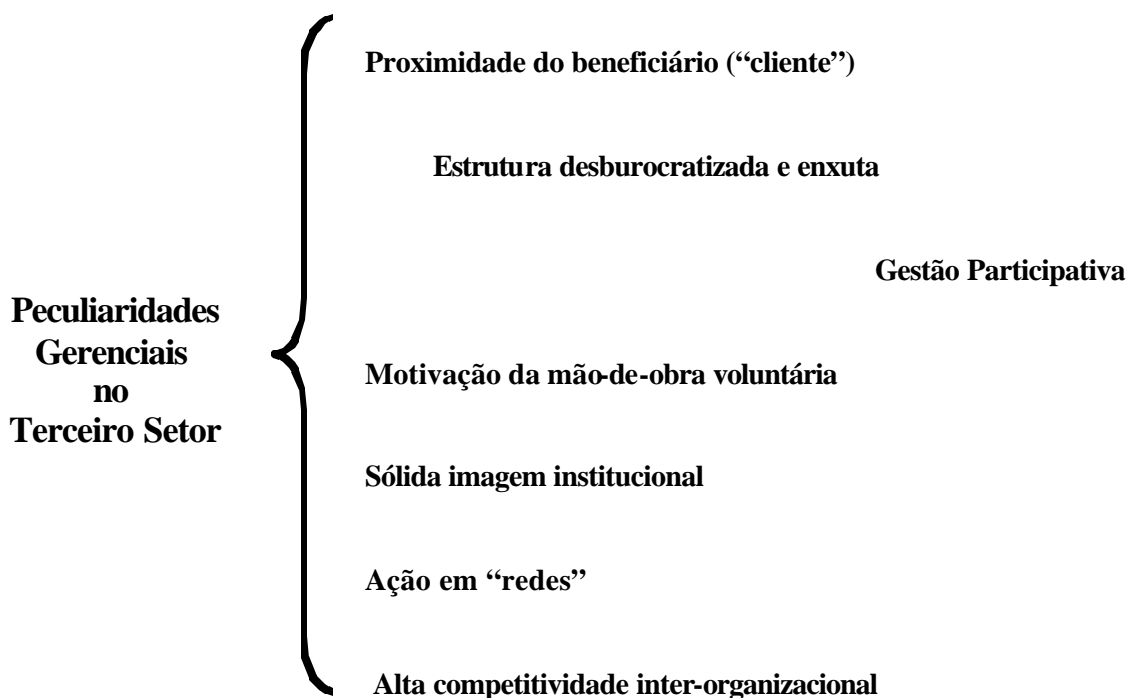 Proximidade do beneficiário (“cliente”)
Estrutura desburocratizada e enxuta
Gestão Participativa
Peculiaridades
Gerenciais
no
Terceiro Setor
Motivação da mão-de-obra voluntária
Sólida imagem institucional
Ação em “redes”
Alta competitividade inter-organizacional